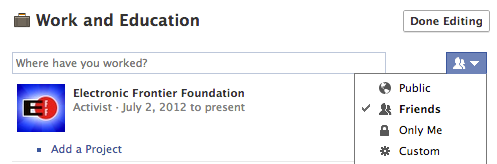 Work and Education
Done Editing
Where have you worked?
Electronic Frontier Foundation
Activist · July 2, 2012 to present
Add a Project
Public
Friends
Only Me
Custom
EFF